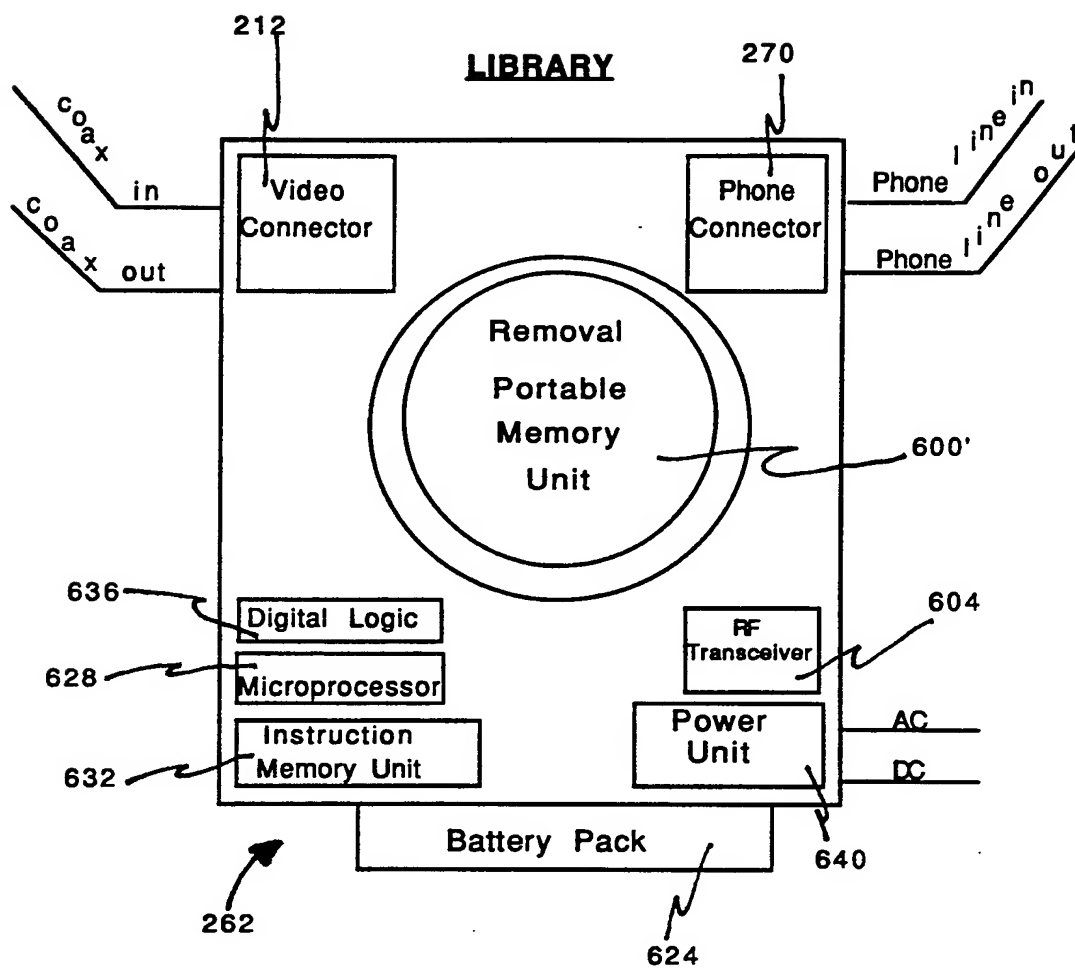 212
LIBRARY
270
coax in
coax out
Video
Connector
Phone
Connector
Phone line in
Phone line out
Removal
Portable
Memory
Unit
600'
636
Digital Logic
628
Microprocessor
632
Instruction
Memory Unit
RF
Transceiver
604
Power
Unit
AC
DC
Battery Pack
640
262
624